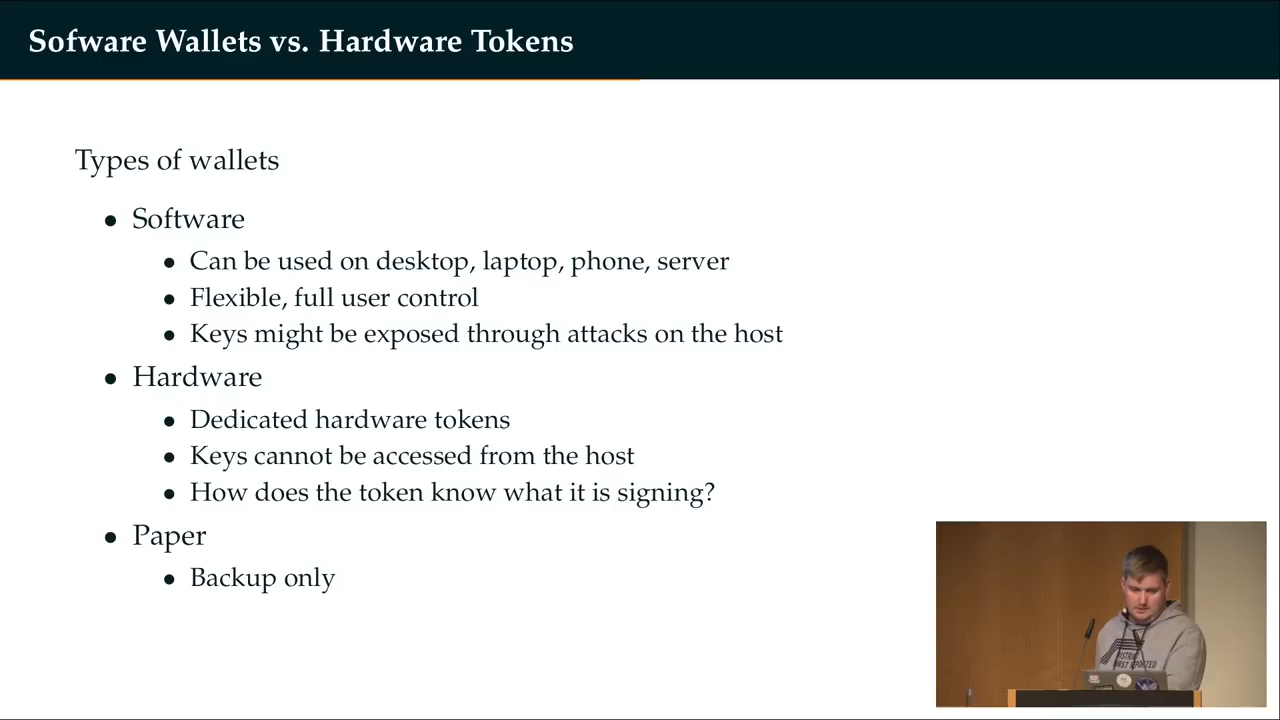 Sofware Wallets vs. Hardware Tokens
Types of wallets
• Software
• Can be used on desktop, laptop, phone, server
• Flexible, full user control
• Keys might be exposed through attacks on the host
• Hardware
• Dedicated hardware tokens
• Keys cannot be accessed from the host
• How does the token know what it is signing?
• Paper
• Backup only